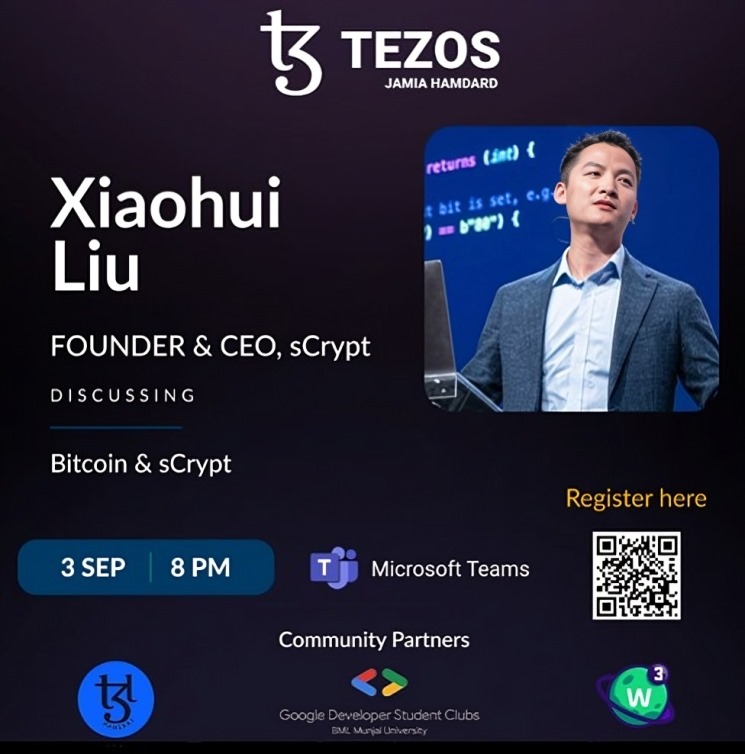 TEZOS
JAMIA HAMDARD
returns (int) {
bit is set, e.g.
) == b"80") {
Xiaohui
Liu
FOUNDER & CEO, sCrypt
DISCUSSING
Bitcoin & sCrypt
Register here
3 SEP 8 PM
T Microsoft Teams
Community Partners
Google Developer Student Clubs
BML Munjal University
W 3